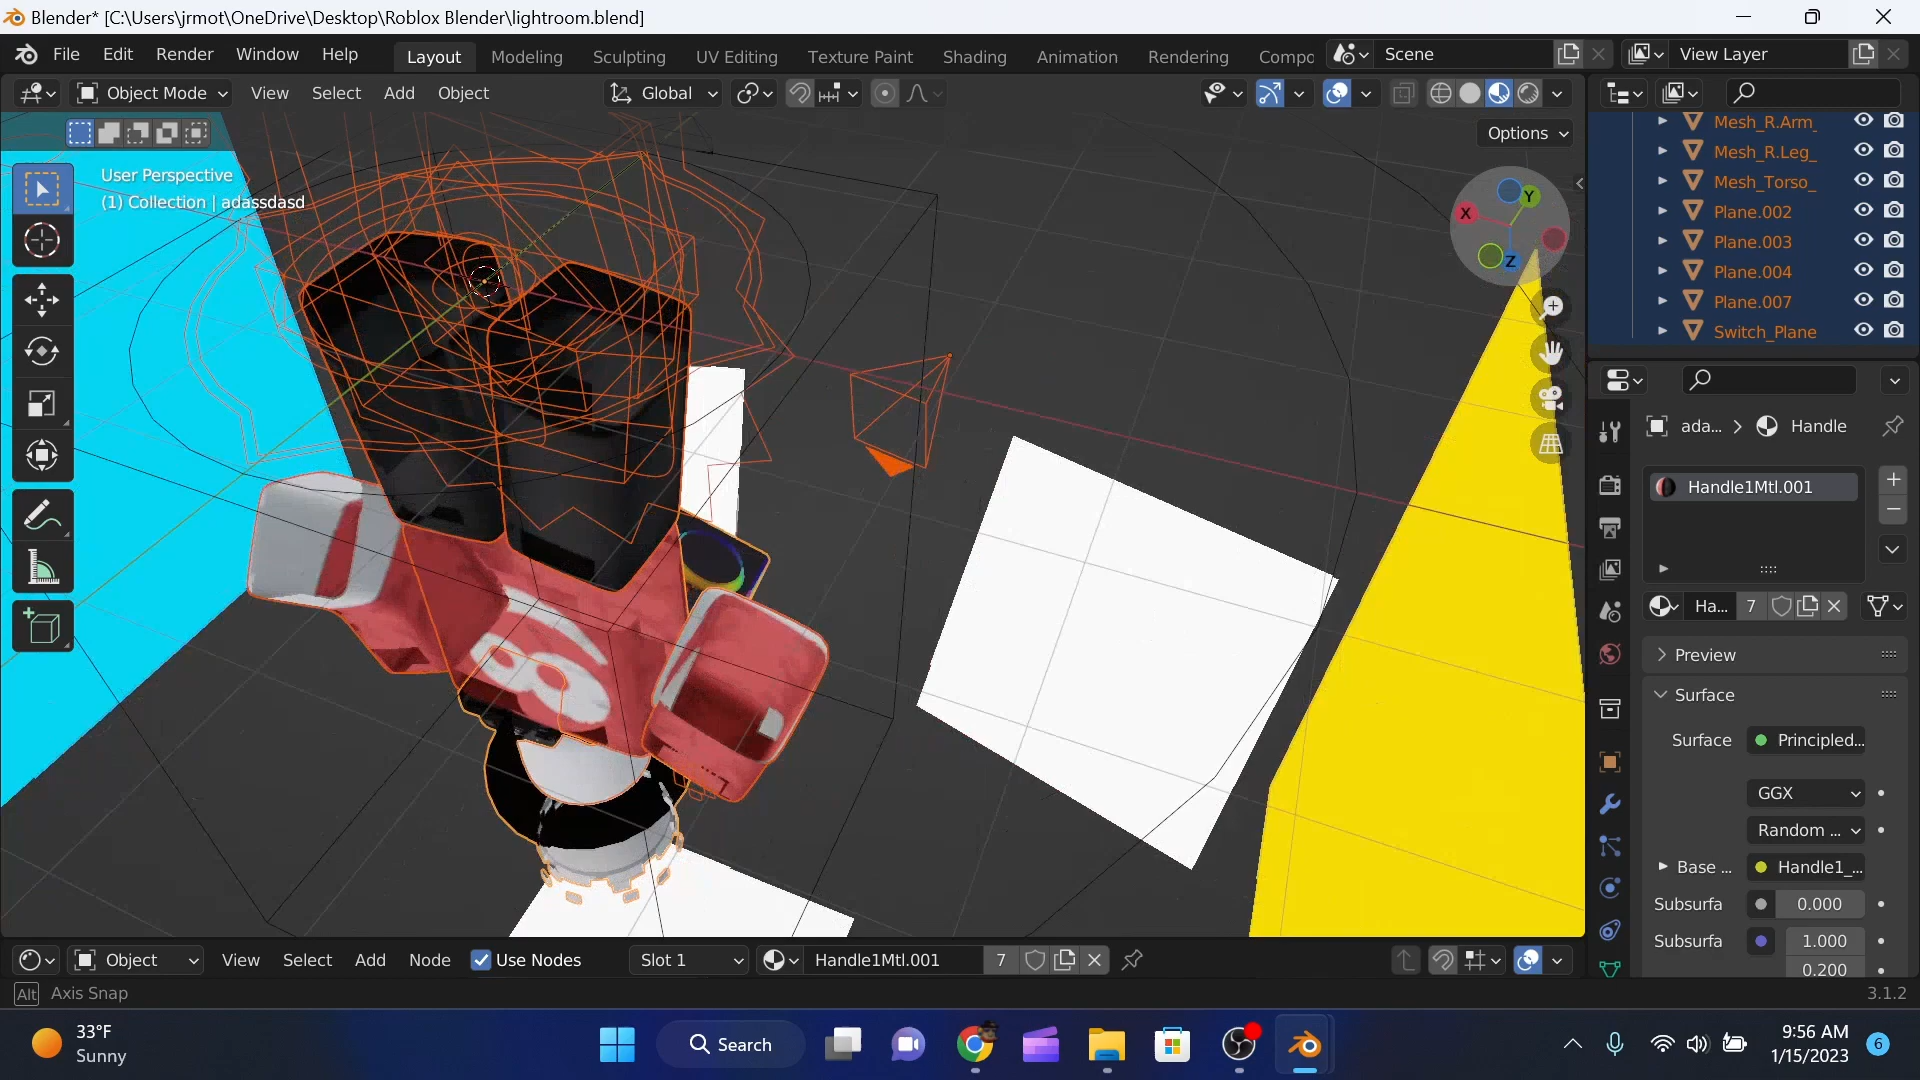 Blender* [C:\Users\jrmot\OneDrive\Desktop\Roblox Blender\lightroom.blend]
File Edit Render Window Help Layout Modeling Sculpting UV Editing Texture Paint Shading Animation Rendering Compo Scene View Layer
Object Mode View Select Add Object Global
Options
User Perspective
(1) Collection | adassdasd
X
Y
Z
Mesh_R.Arm_
Mesh_R.Leg_
Mesh_Torso_
Plane.002
Plane.003
Plane.004
Plane.007
Switch_Plane
ada... > Handle
Handle1Mtl.001
Ha... 7
Preview
Surface
Surface Principled...
GGX
Random ...
Base ... Handle1_...
Subsurfa 0.000
Subsurfa 1.000
0.200
Object View Select Add Node Use Nodes Slot 1 Handle1Mtl.001 7
Alt Axis Snap
3.1.2
33°F
Sunny
Search
9:56 AM
1/15/2023
6